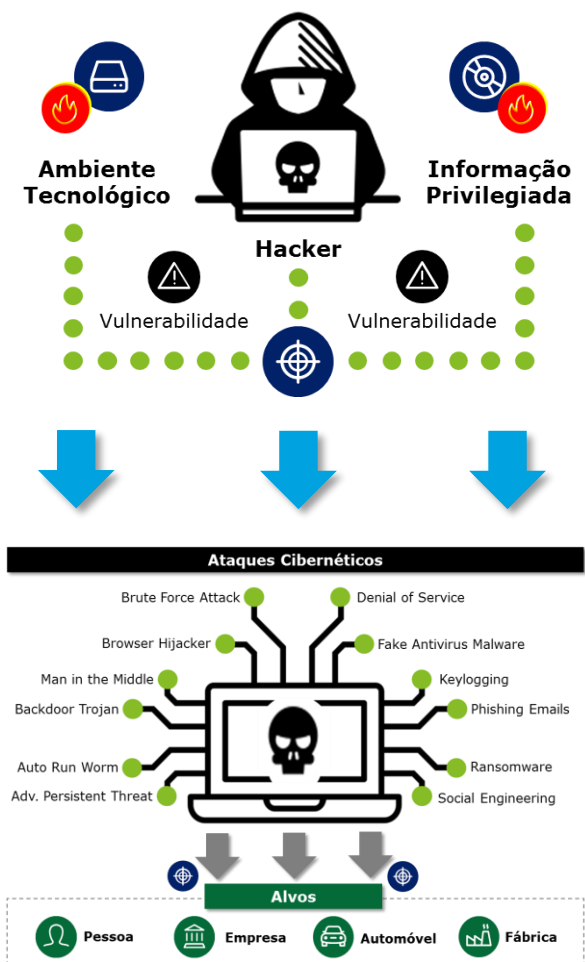 Ambiente
Tecnológico
Informação
Privilegiada
Hacker
Vulnerabilidade
Vulnerabilidade
Ataques Cibernéticos
Brute Force Attack
Denial of Service
Browser Hijacker
Fake Antivirus Malware
Man in the Middle
Keylogging
Backdoor Trojan
Phishing Emails
Auto Run Worm
Ransomware
Adv. Persistent Threat
Social Engineering
Alvos
Pessoa
Empresa
Automóvel
Fábrica